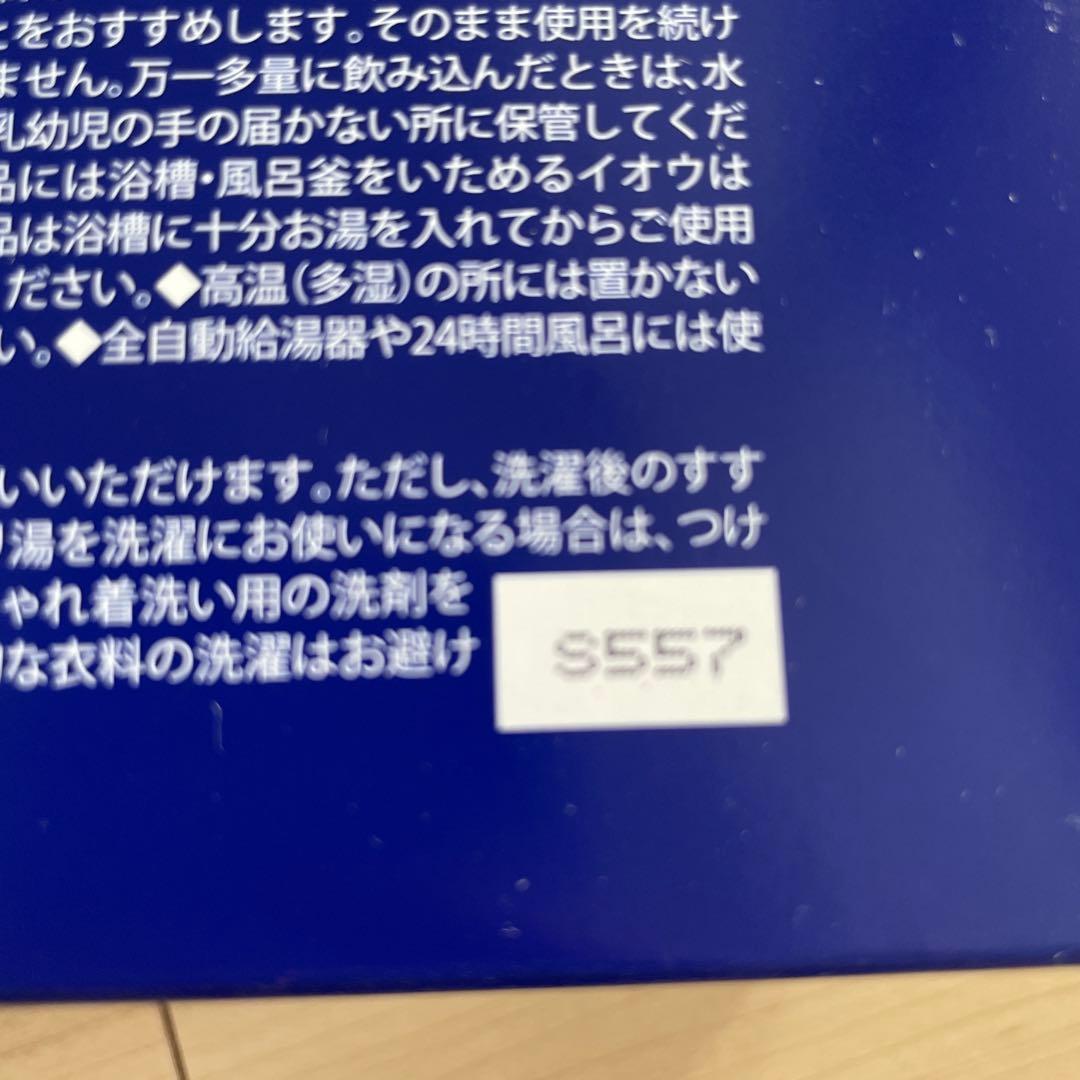 とをおすすめします。そのまま使用を続け
ません。万一多量に飲み込んだときは、水
乳幼児の手の届かない所に保管してくだ
品には浴槽・風呂釜をいためるイオウは
品は浴槽に十分お湯を入れてからご使用
ください。◆高温(多湿)の所には置かない
い。◆全自動給湯器や24時間風呂には使
いいただけます。ただし、洗濯後のすす
り湯を洗濯にお使いになる場合は、つけ
ゃれ着洗い用の洗剤を
な衣料の洗濯はお避け
S557